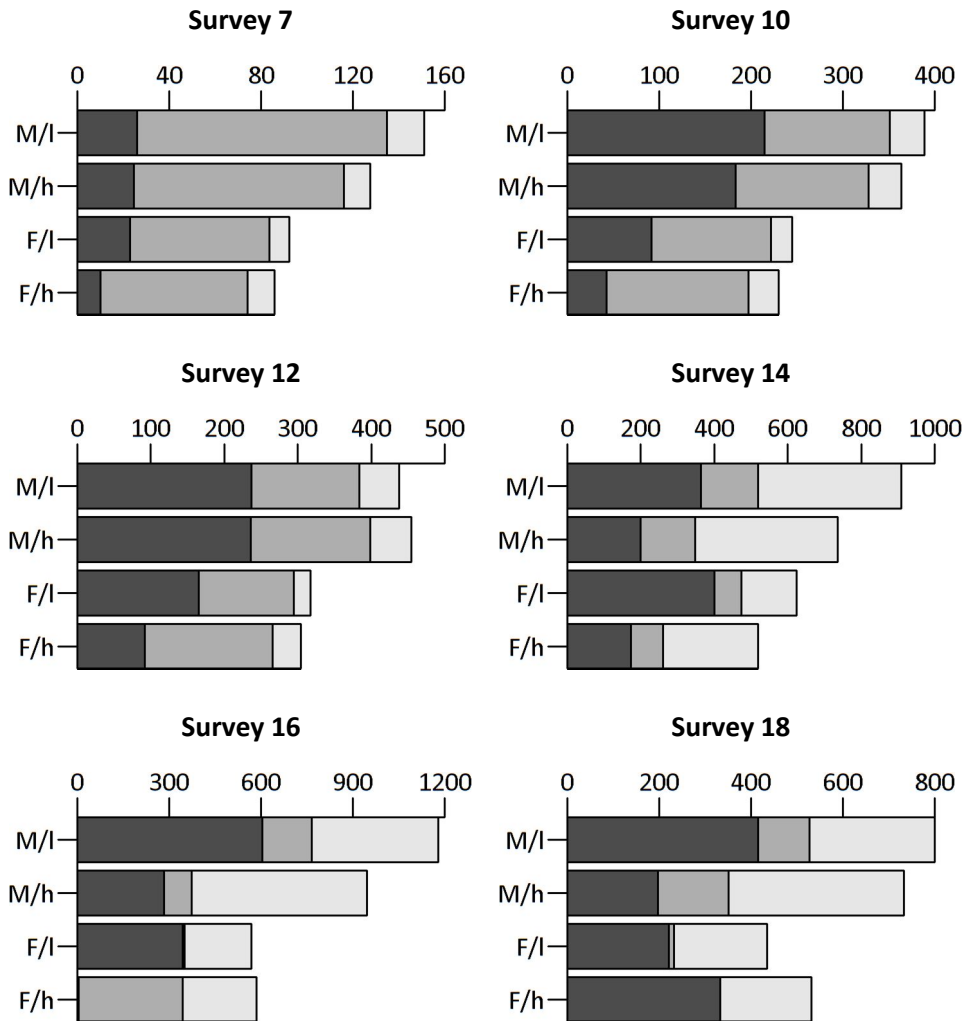 Survey 7
0 40 80 120 160
M/l
M/h
F/l
F/h
Survey 10
0 100 200 300 400
M/l
M/h
F/l
F/h
Survey 12
0 100 200 300 400 500
M/l
M/h
F/l
F/h
Survey 14
0 200 400 600 800 1000
M/l
M/h
F/l
F/h
Survey 16
0 300 600 900 1200
M/l
M/h
F/l
F/h
Survey 18
0 200 400 600 800
M/l
M/h
F/l
F/h